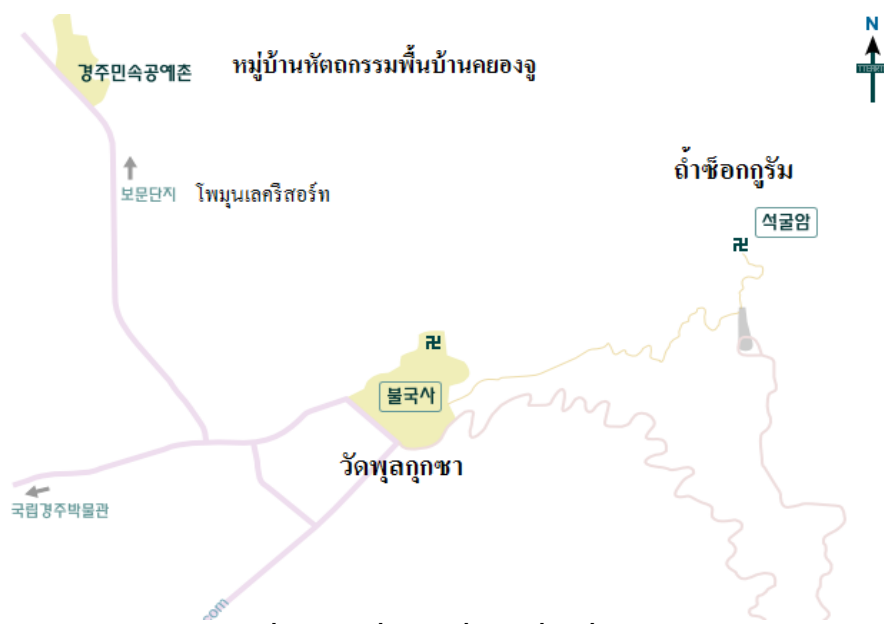 N
경주민속공예촌
หมู่บ้านหัตถกรรมพื้นบ้านคยองจู
ถ้ำซ็อกกูรัม
보문단지
โพมุนเลครีสอร์ท
석굴암
卍
卍
불국사
วัดพุลกุกซา
국립경주박물관
com